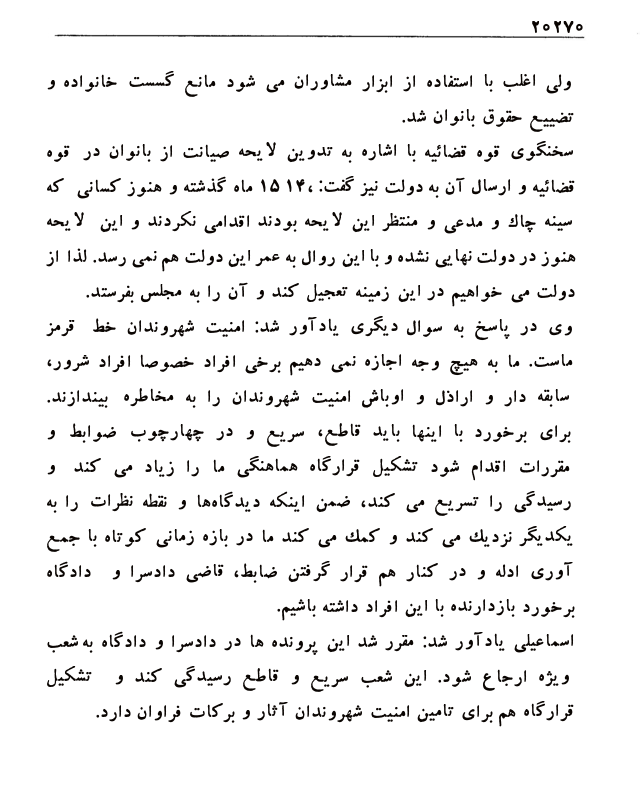 ۲۰۲۷۰
ولی اغلب با استفاده از ابزار مشاوران می شود مانع گسست خانواده و
تضییع حقوق بانوان شد.
سخنگوی قوه قضائیه با اشاره به تدوین لایحه صیانت از بانوان در قوه
قضائیه و ارسال آن به دولت نیز گفت: ،۱۴ ۱۵ ماه گذشته و هنوز کسانی که
سینه چاك و مدعی و منتظر این لایحه بودند اقدامی نکردند و این لایحه
هنوز در دولت نهایی نشده و با این روال به عمر این دولت هم نمی رسد. لذا از
دولت می خواهیم در این زمینه تعجیل کند و آن را به مجلس بفرستد.
وی در پاسخ به سوال دیگری یادآور شد: امنیت شهروندان خط قرمز
ماست. ما به هیچ وجه اجازه نمی دهیم برخی افراد خصوصا افراد شرور،
سابقه دار و اراذل و اوباش امنیت شهروندان را به مخاطره بیندازند.
برای برخورد با اینها باید قاطع، سریع و در چهارچوب ضوابط و
مقررات اقدام شود تشکیل قرارگاه هماهنگی ما را زیاد می کند و
رسیدگی را تسریع می کند، ضمن اینکه دیدگاه‌ها و نقطه نظرات را به
یکدیگر نزدیك می کند و کمك می کند ما در بازه زمانی کوتاه با جمع
آوری ادله و در کنار هم قرار گرفتن ضابط، قاضی دادسرا و دادگاه
برخورد بازدارنده با این افراد داشته باشیم.
اسماعیلی یادآور شد: مقرر شد این پرونده ها در دادسرا و دادگاه به شعب
ویژه ارجاع شود. این شعب سریع و قاطع رسیدگی کند و تشکیل
قرارگاه هم برای تامین امنیت شهروندان آثار و برکات فراوان دارد.